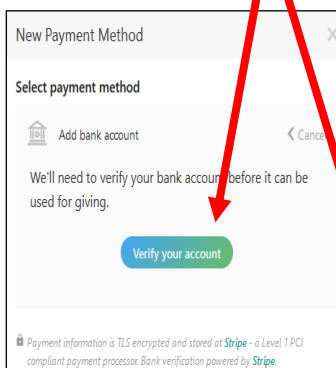 New Payment Method
Select payment method
Add bank account
Cancel
We'll need to verify your bank account before it can be
used for giving.
Verify your account
Payment information is TLS encrypted and stored at Stripe - a Level 1 PCI
compliant payment processor. Bank verification powered by Stripe.